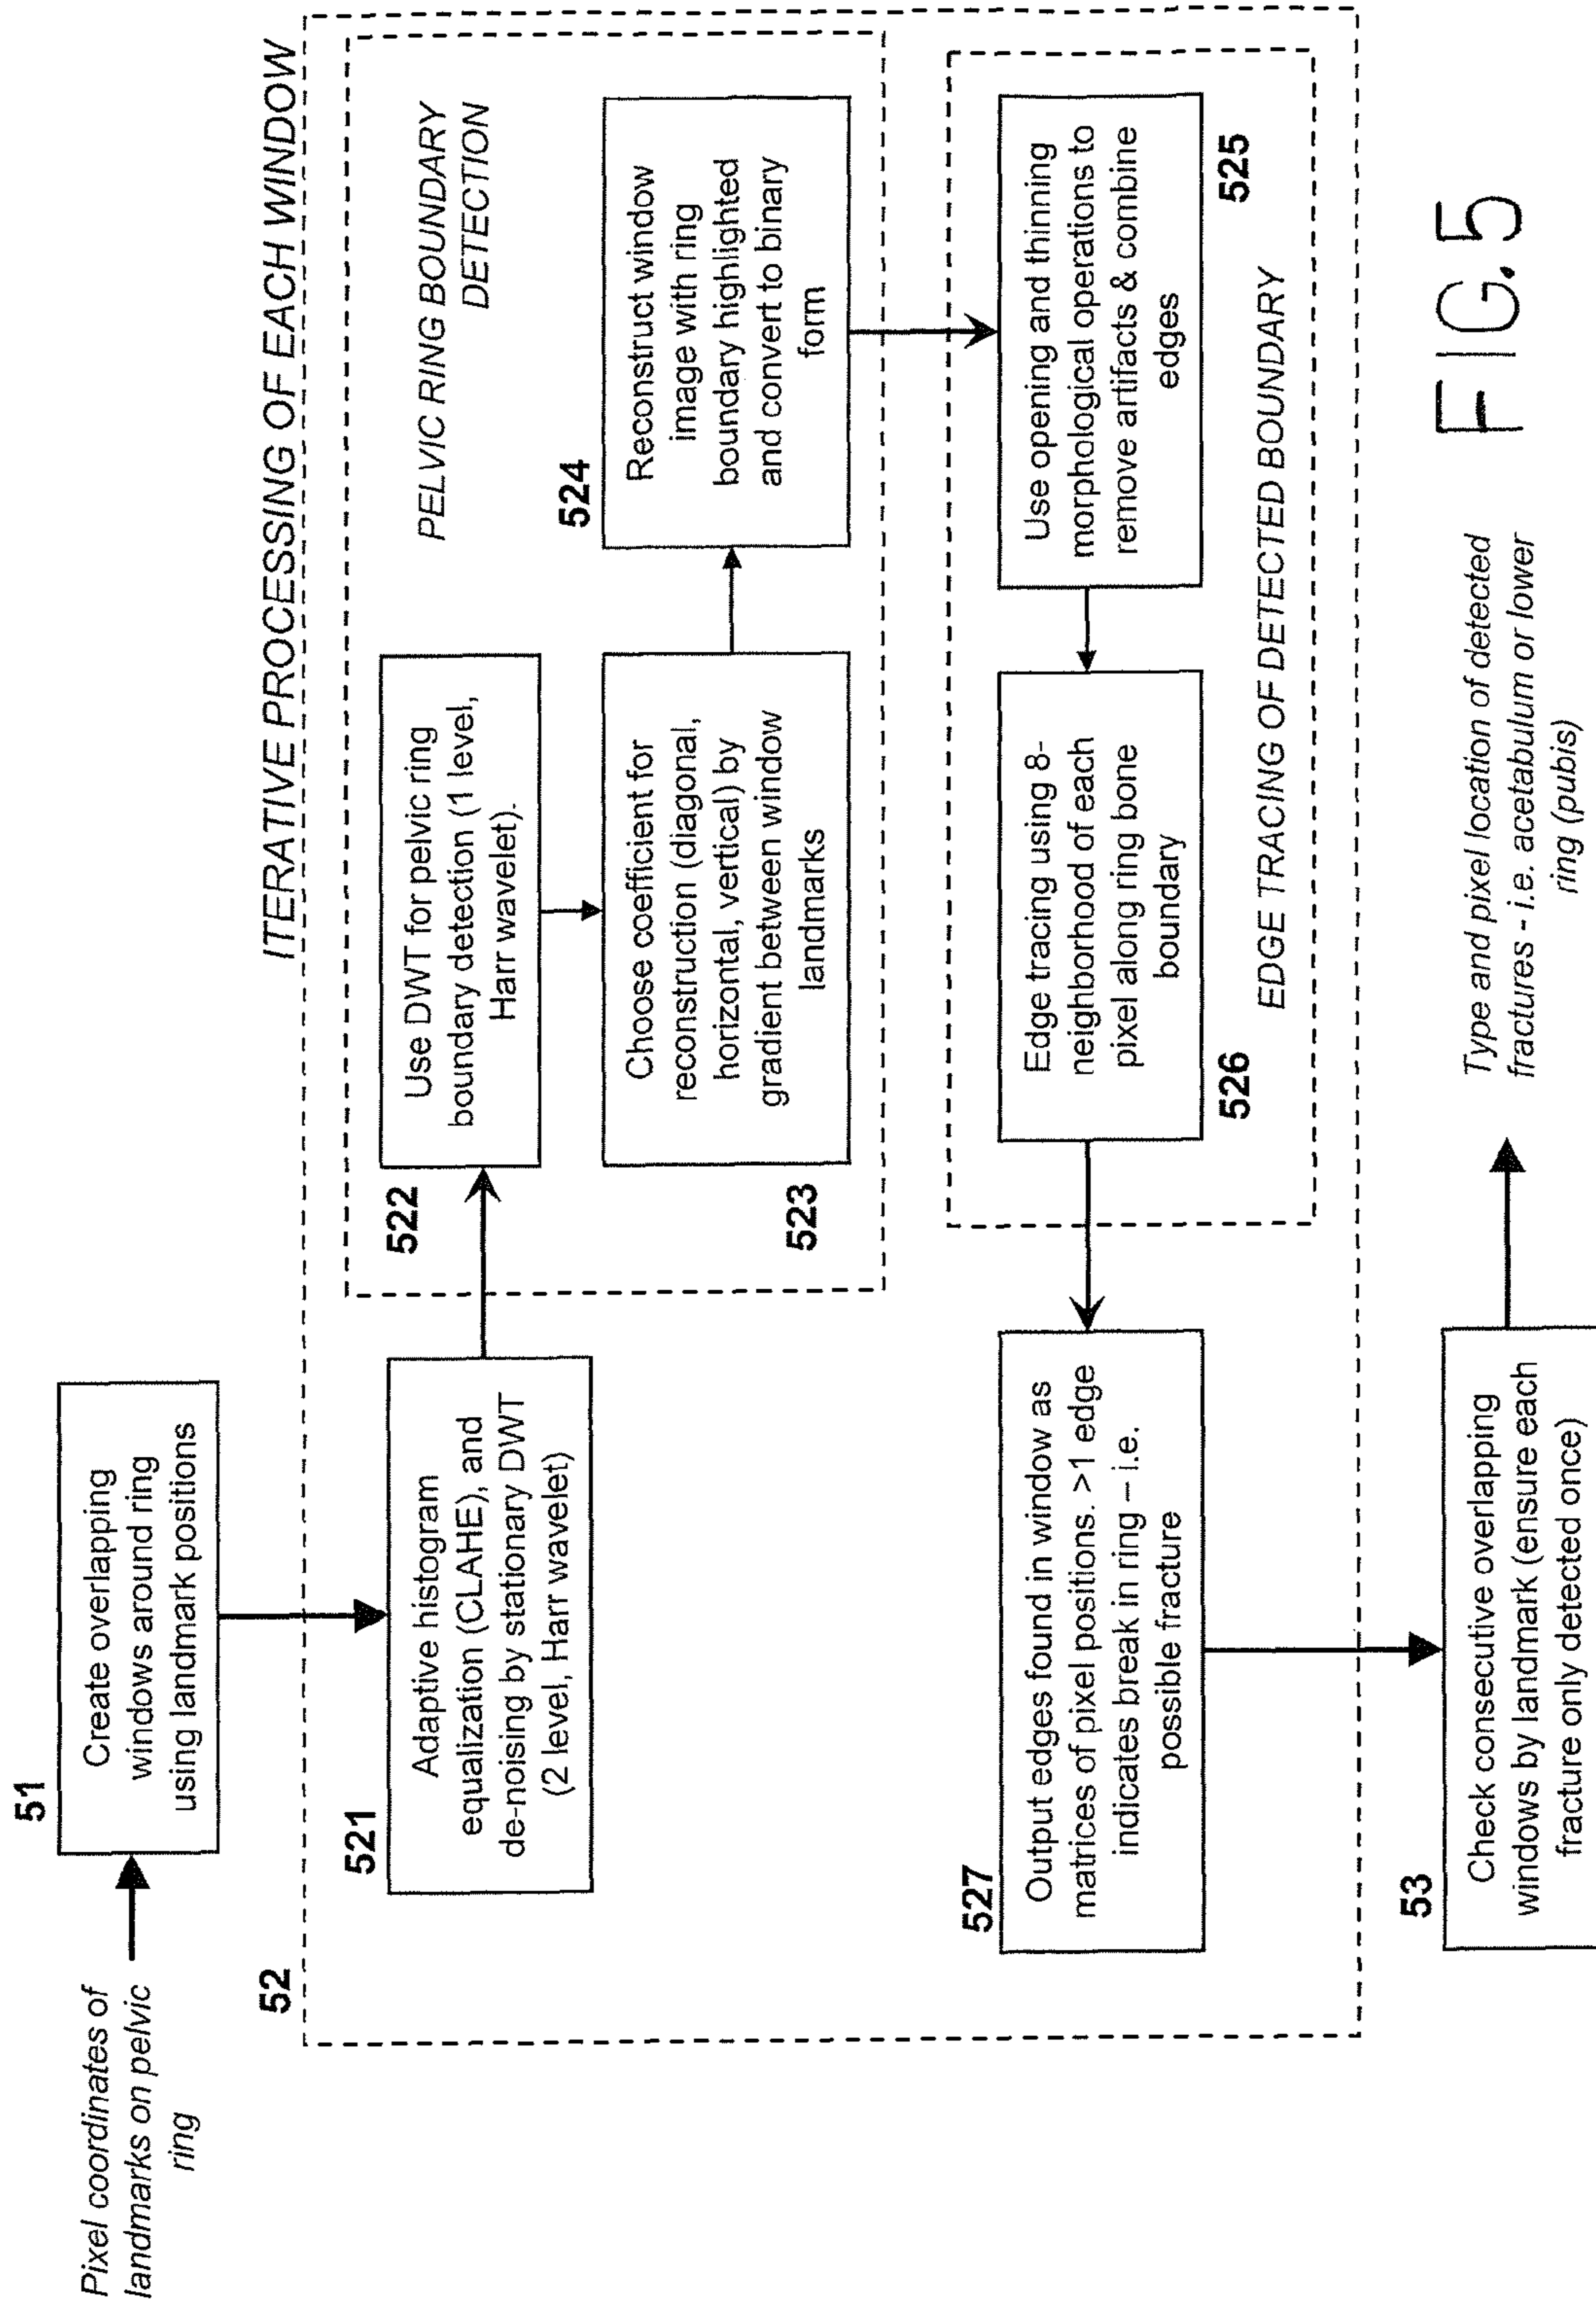 Pixel coordinates of
landmarks on pelvic
ring
51
Create overlapping
windows around ring
using landmark positions
52
ITERATIVE PROCESSING OF EACH WINDOW
521
Adaptive histogram
equalization (CLAHE), and
de-noising by stationary DWT
(2 level, Harr wavelet)
PELVIC RING BOUNDARY
DETECTION
522
Use DWT for pelvic ring
boundary detection (1 level,
Harr wavelet).
523
Choose coefficient for
reconstruction (diagonal,
horizontal, vertical) by
gradient between window
landmarks
524
Reconstruct window
image with ring
boundary highlighted
and convert to binary
form
Use opening and thinning
morphological operations to
remove artifacts & combine
edges
525
Edge tracing using 8-
neighborhood of each
pixel along ring bone
boundary
526
EDGE TRACING OF DETECTED BOUNDARY
527
Output edges found in window as
matrices of pixel positions. >1 edge
indicates break in ring – i.e.
possible fracture
53
Check consecutive overlapping
windows by landmark (ensure each
fracture only detected once)
Type and pixel location of detected
fractures - i.e. acetabulum or lower
ring (pubis)
FIG.5